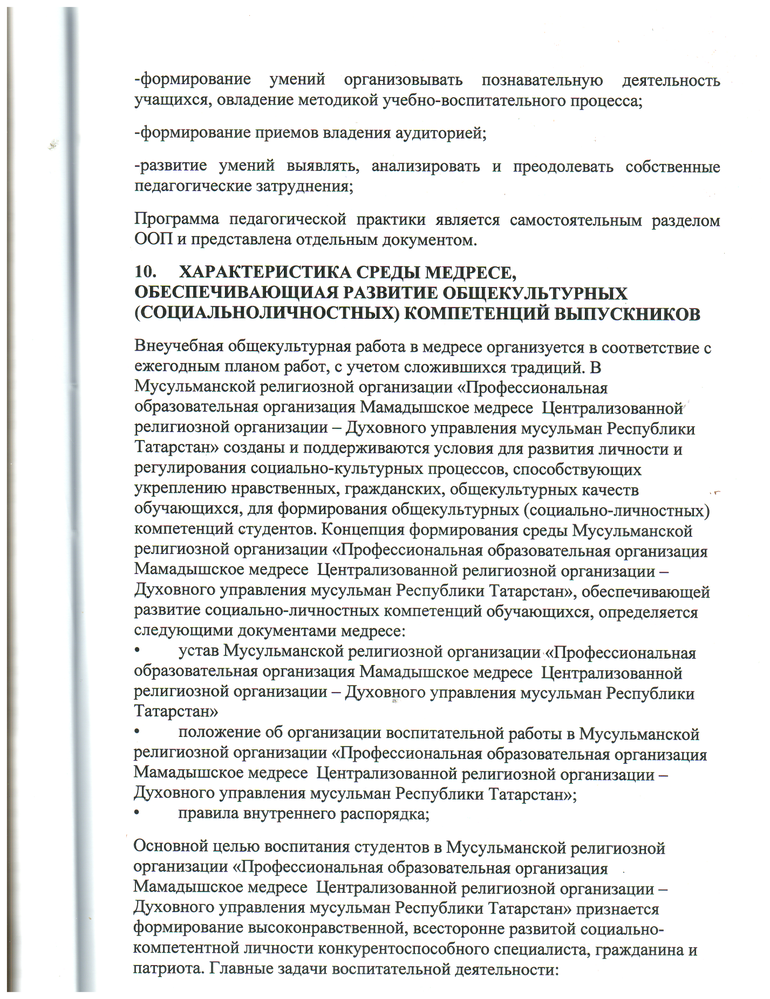 -формирование умений организовывать познавательную деятельность
учащихся, овладение методикой учебно-воспитательного процесса;
-формирование приемов владения аудиторией;
-развитие умений выявлять, анализировать и преодолевать собственные
педагогические затруднения;
Программа педагогической практики является самостоятельным разделом
ООП и представлена отдельным документом.
10. ХАРАКТЕРИСТИКА СРЕДЫ МЕДРЕСЕ,
ОБЕСПЕЧИВАЮЩИАЯ РАЗВИТИЕ ОБЩЕКУЛЬТУРНЫХ
(СОЦИАЛЬНОЛИЧНОСТНЫХ) КОМПЕТЕНЦИЙ ВЫПУСКНИКОВ
Внеучебная общекультурная работа в медресе организуется в соответствие с
ежегодным планом работ, с учетом сложившихся традиций. В
Мусульманской религиозной организации «Профессиональная
образовательная организация Мамадышское медресе Централизованной
религиозной организации – Духовного управления мусульман Республики
Татарстан» созданы и поддерживаются условия для развития личности и
регулирования социально-культурных процессов, способствующих
укреплению нравственных, гражданских, общекультурных качеств
обучающихся, для формирования общекультурных (социально-личностных)
компетенций студентов. Концепция формирования среды Мусульманской
религиозной организации «Профессиональная образовательная организация
Мамадышское медресе Централизованной религиозной организации –
Духовного управления мусульман Республики Татарстан», обеспечивающей
развитие социально-личностных компетенций обучающихся, определяется
следующими документами медресе:
• устав Мусульманской религиозной организации «Профессиональная
образовательная организация Мамадышское медресе Централизованной
религиозной организации – Духовного управления мусульман Республики
Татарстан»
• положение об организации воспитательной работы в Мусульманской
религиозной организации «Профессиональная образовательная организация
Мамадышское медресе Централизованной религиозной организации –
Духовного управления мусульман Республики Татарстан»;
• правила внутреннего распорядка;
Основной целью воспитания студентов в Мусульманской религиозной
организации «Профессиональная образовательная организация
Мамадышское медресе Централизованной религиозной организации –
Духовного управления мусульман Республики Татарстан» признается
формирование высоконравственной, всесторонне развитой социально-
компетентной личности конкурентоспособного специалиста, гражданина и
патриота. Главные задачи воспитательной деятельности: